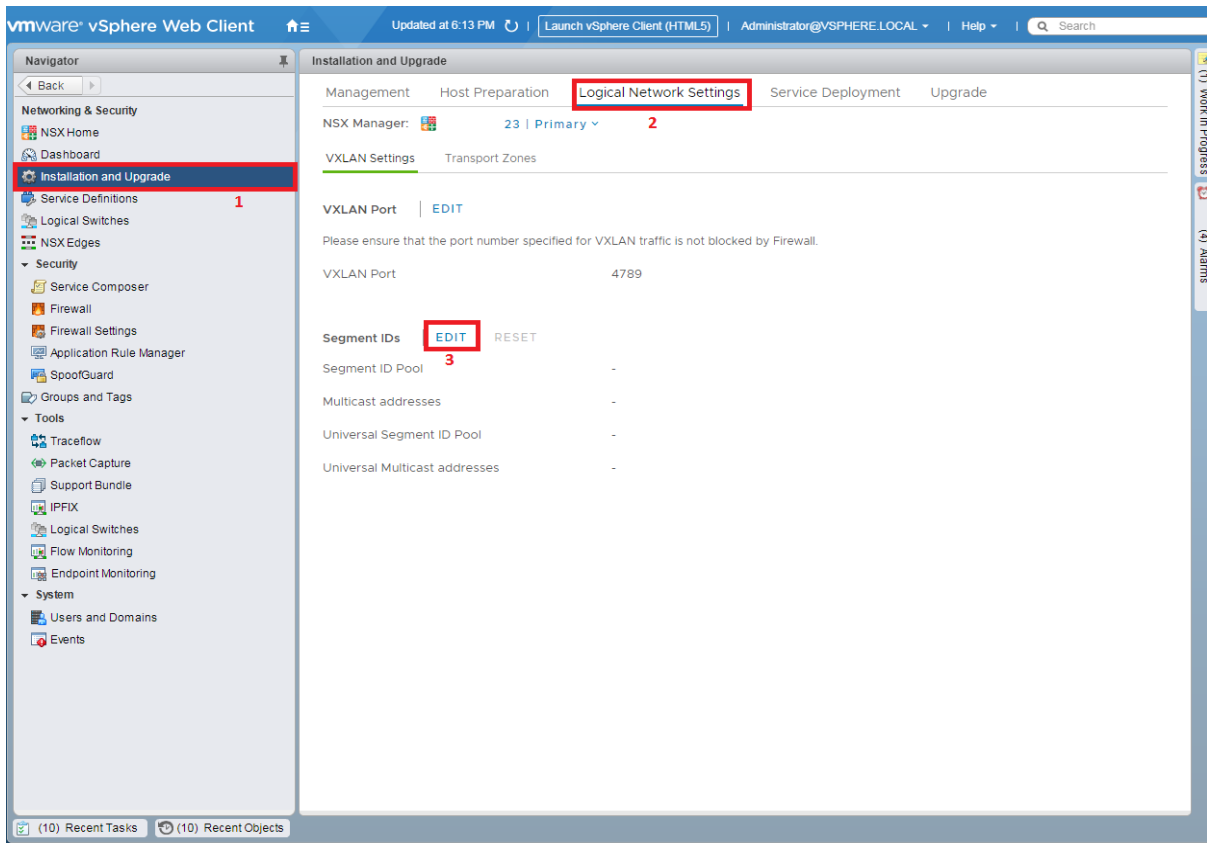 vmware® vSphere Web Client
Updated at 6:13 PM | Launch vSphere Client (HTML5) | Administrator@VSPHERE.LOCAL | Help | Search
Navigator
Back
Networking & Security
NSX Home
Dashboard
Installation and Upgrade
1
Service Definitions
Logical Switches
NSX Edges
Security
Service Composer
Firewall
Firewall Settings
Application Rule Manager
SpoofGuard
Groups and Tags
Tools
Traceflow
Packet Capture
Support Bundle
IPFIX
Logical Switches
Flow Monitoring
Endpoint Monitoring
System
Users and Domains
Events
Installation and Upgrade
Management Host Preparation Logical Network Settings Service Deployment Upgrade
NSX Manager: 23 | Primary 2
VXLAN Settings Transport Zones
VXLAN Port | EDIT
Please ensure that the port number specified for VXLAN traffic is not blocked by Firewall.
VXLAN Port 4789
Segment IDs EDIT RESET
3
Segment ID Pool -
Multicast addresses -
Universal Segment ID Pool -
Universal Multicast addresses -
(1) Work In Progress
(4) Alarms
(10) Recent Tasks (10) Recent Objects